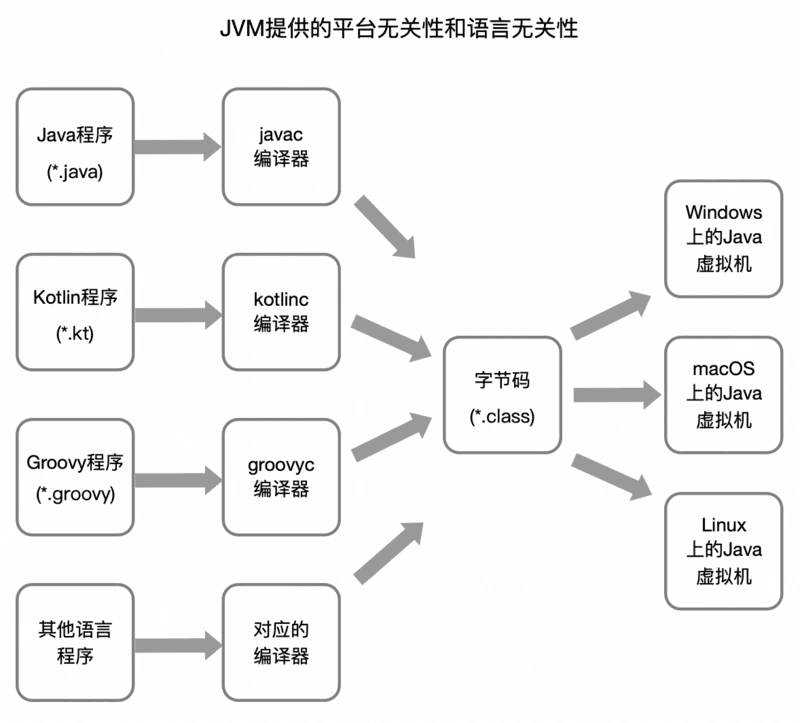 JVM提供的平台无关性和语言无关性
Java程序
(*.java)
javac
编译器
Kotlin程序
(*.kt)
kotlinc
编译器
Groovy程序
(*.groovy)
groovyc
编译器
其他语言
程序
对应的
编译器
字节码
(*.class)
Windows
上的Java
虚拟机
macOS
上的Java
虚拟机
Linux
上的Java
虚拟机